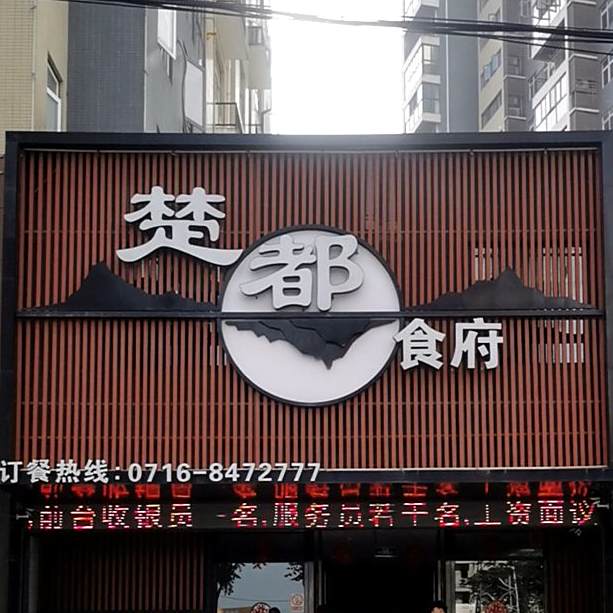 楚都
食府
订餐热线:0716-8472777
,前台收银员 一名,服务员若干名,工资面议